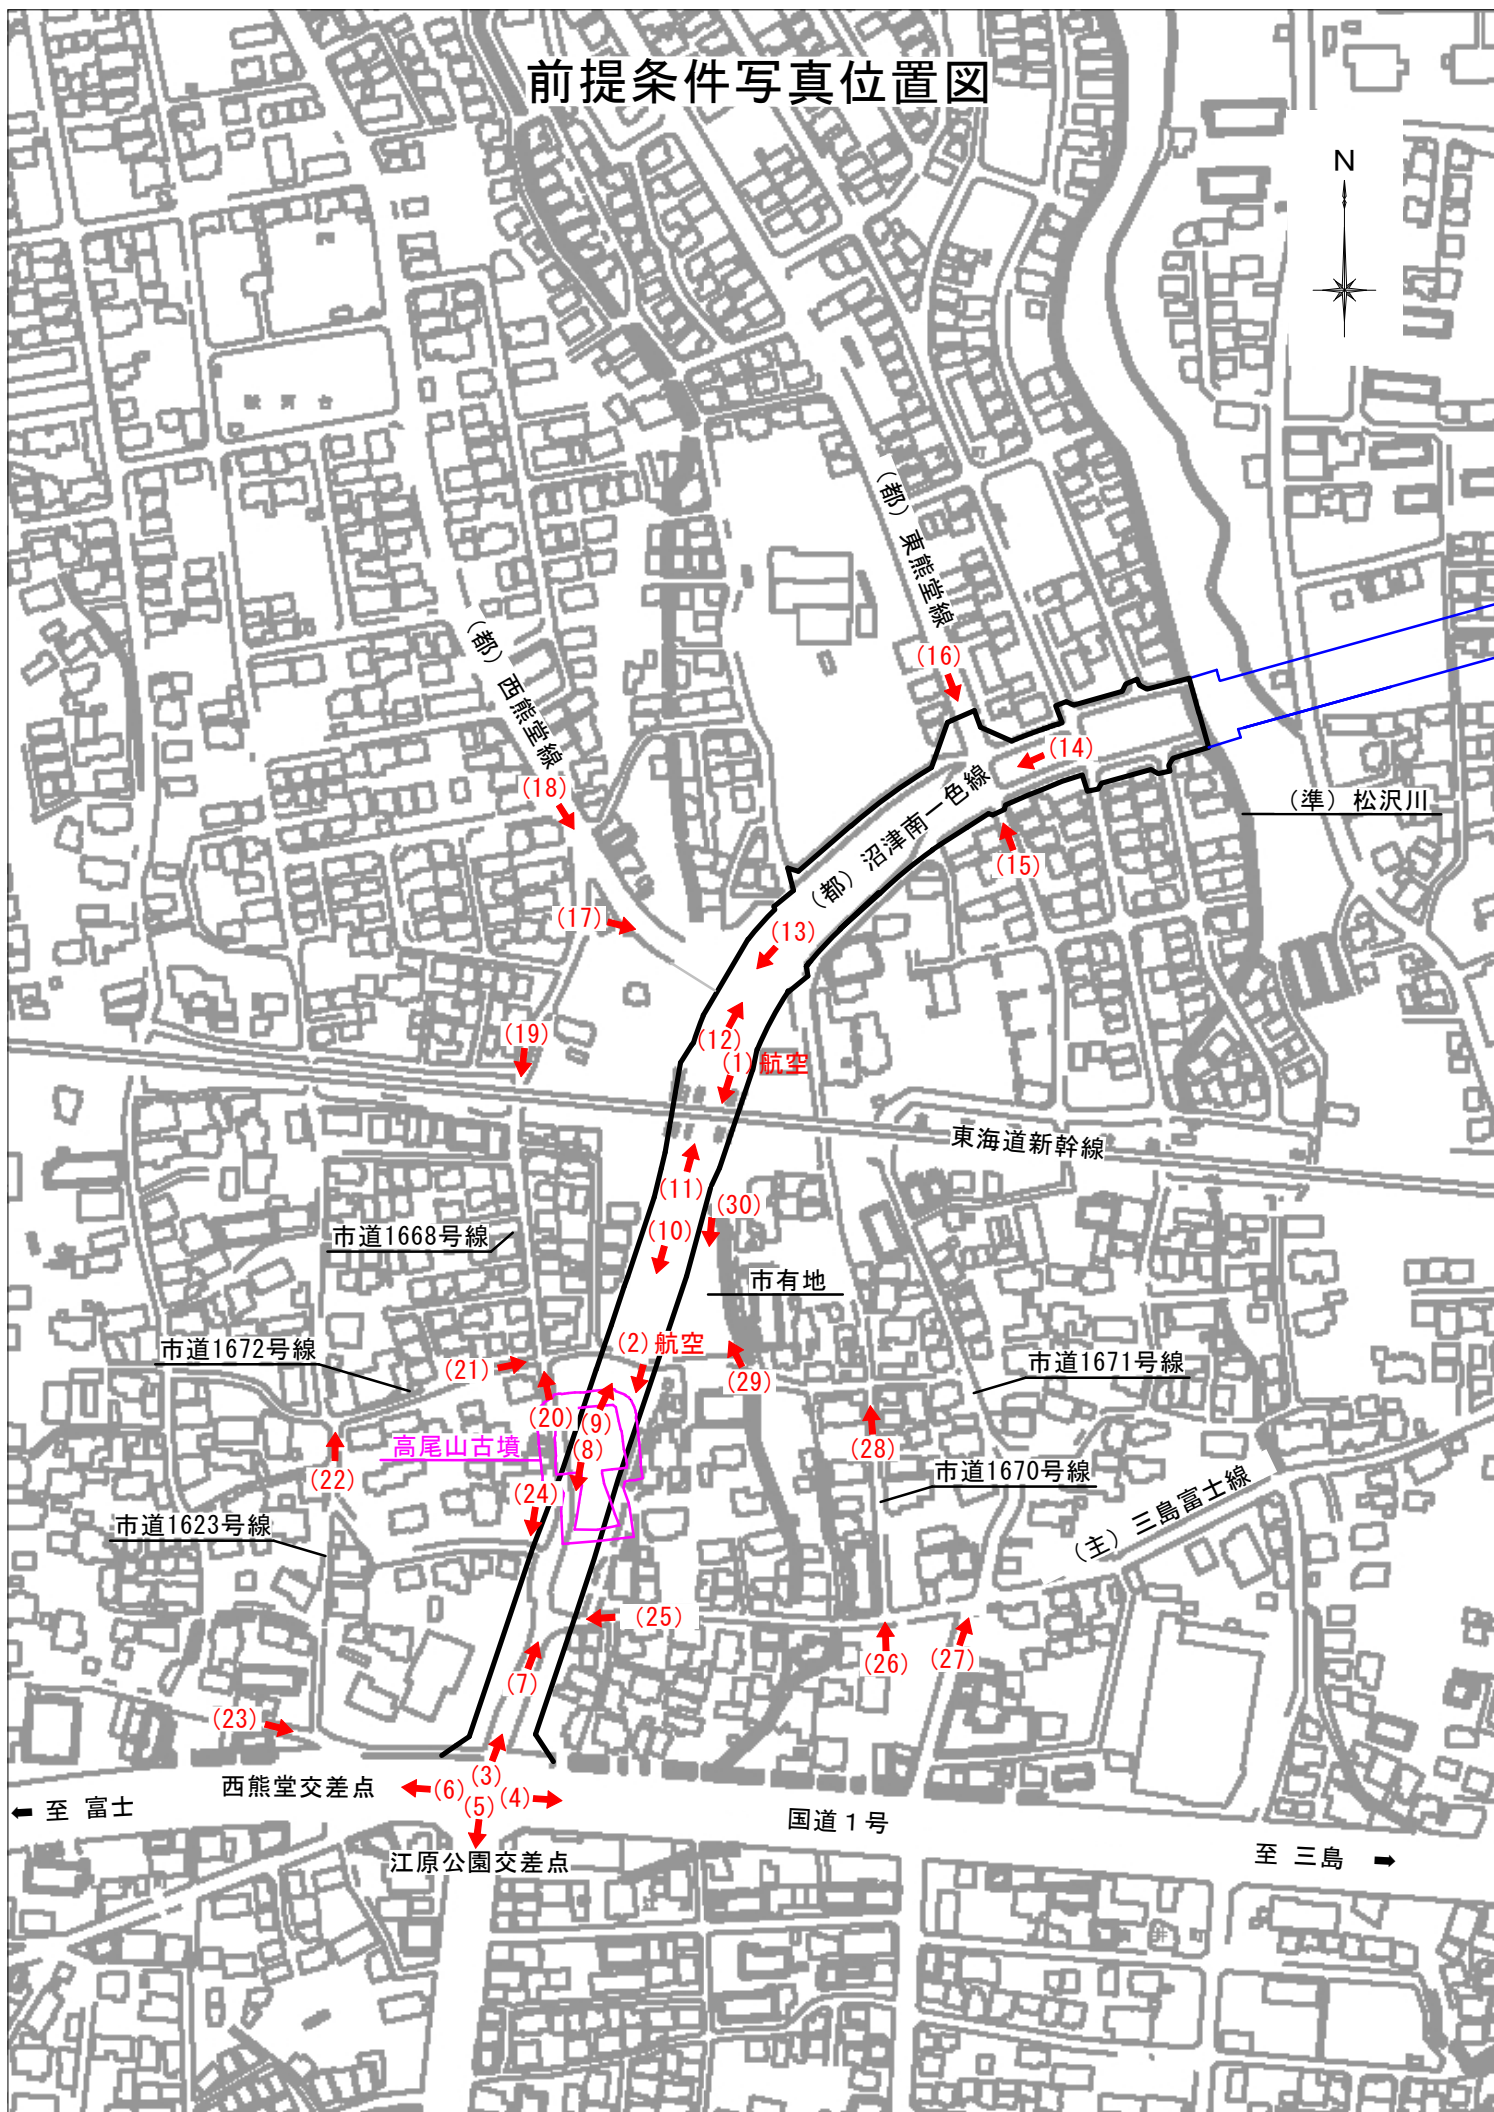 前提条件写真位置図
N
(都) 東熊堂線
(都) 西熊堂線
(16)
(14)
(18)
(準) 松沢川
(都) 沼津南一色線
(15)
(17)
(13)
(19)
(12)
(1) 航空
東海道新幹線
(11)
(30)
(10)
市道1668号線
市有地
市道1672号線
(2) 航空
(21)
(29)
市道1671号線
(20)
(9)
高尾山古墳
(8)
(28)
(22)
市道1670号線
(24)
(主) 三島富士線
市道1623号線
(25)
(26)
(27)
(7)
(23)
西熊堂交差点
(6)
(3)
(4)
(5)
← 至 富士
国道1号
江原公園交差点
至 三島 →